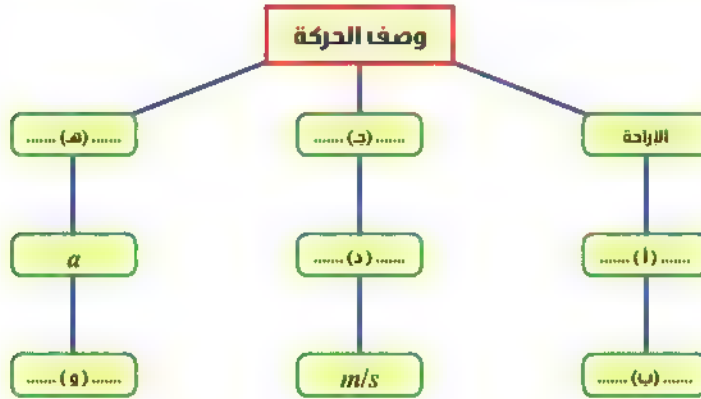 وصف الحركة
الإزاحة
...... (جـ) ......
...... (هـ) ......
...... (أ) ......
...... (د) ......
a
...... (ب) ......
m/s
...... (و) ......